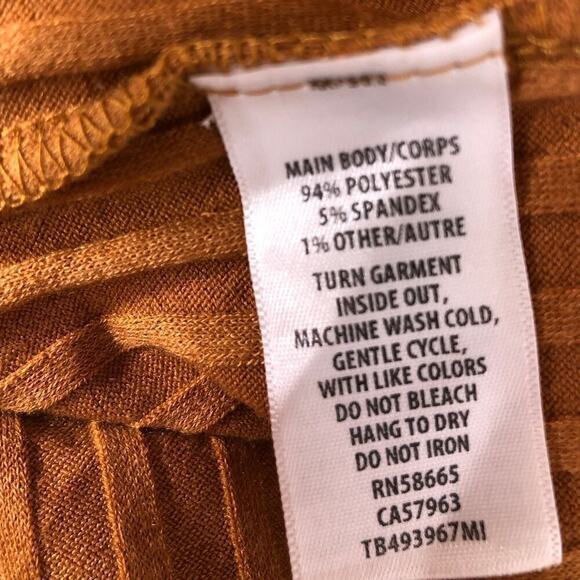 MAIN BODY/CORPS
94% POLYESTER
5% SPANDEX
1% OTHER/AUTRE
TURN GARMENT
INSIDE OUT,
MACHINE WASH COLD,
GENTLE CYCLE,
WITH LIKE COLORS
DO NOT BLEACH
HANG TO DRY
DO NOT IRON
RN58665
CA57963
TB493967MI